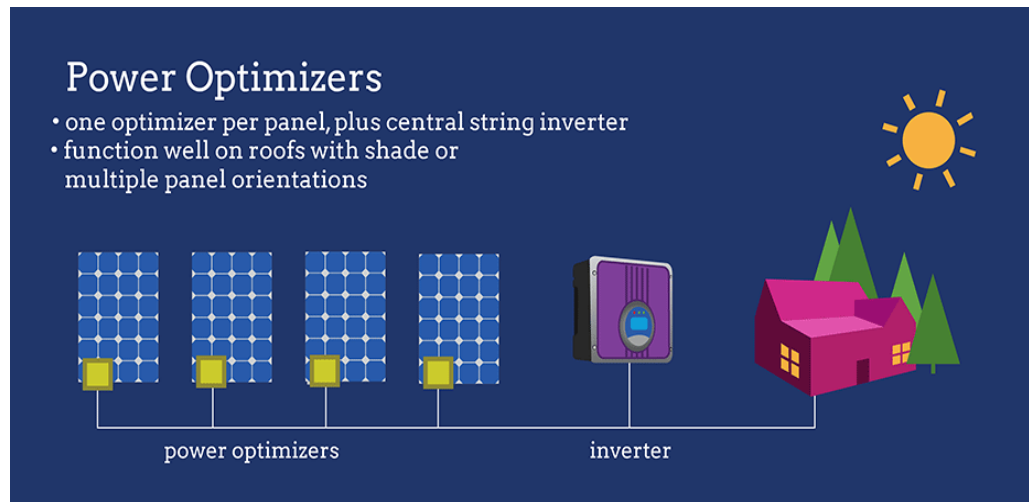 Power Optimizers
• one optimizer per panel, plus central string inverter
• function well on roofs with shade or
multiple panel orientations
power optimizers
inverter